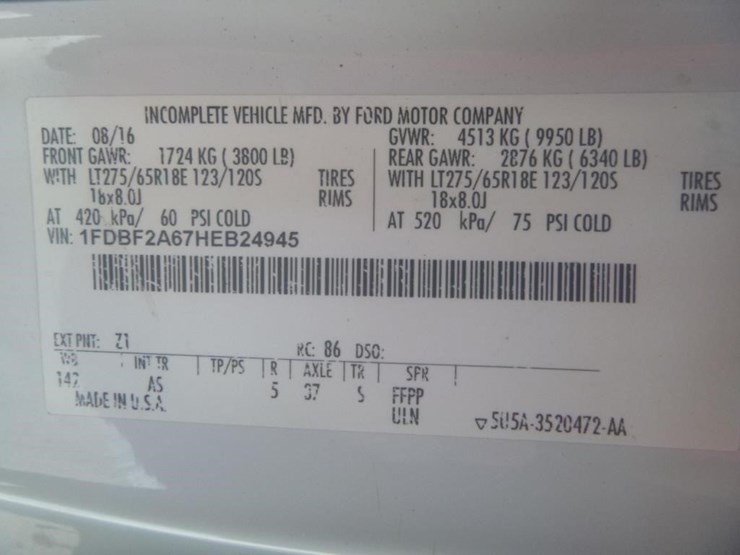 INCOMPLETE VEHICLE MFD. BY FORD MOTOR COMPANY
DATE: 08/16 GVWR: 4513 KG ( 9950 LB)
FRONT GAWR: 1724 KG ( 3800 LB) REAR GAWR: 2876 KG ( 6340 LB)
WITH LT275/65R18E 123/120S TIRES WITH LT275/65R18E 123/120S TIRES
18x8.0J RIMS 18x8.0J RIMS
AT 420 kPa/ 60 PSI COLD AT 520 kPa/ 75 PSI COLD
VIN: 1FDBF2A67HEB24945
EXT PNT: Z1 RC: 86 DSO:
WB INT TR TP/PS R AXLE TR SPR
142 AS 5 37 S FFPP
MADE IN U.S.A. ULN
5U5A-3520472-AA